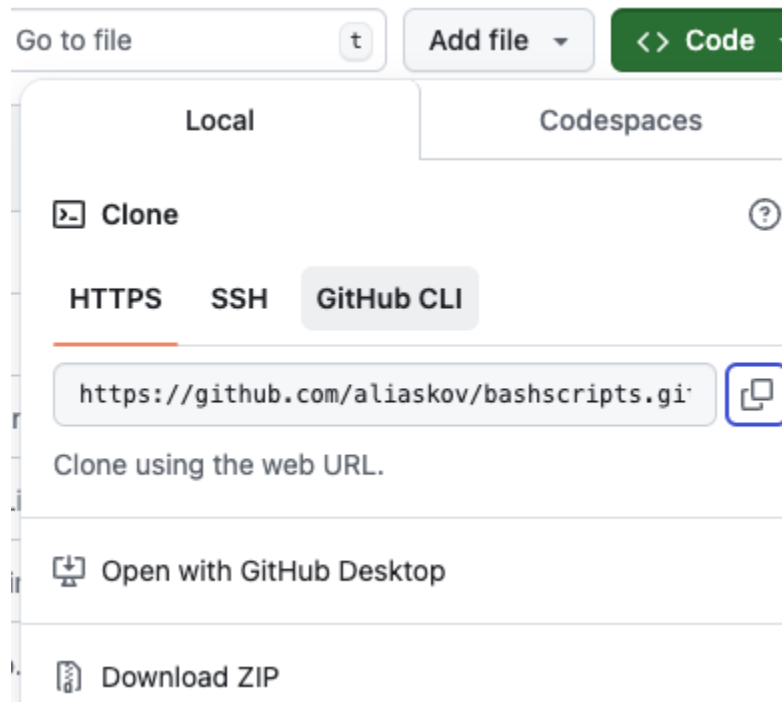 Go to file t Add file <> Code
Local Codespaces
Clone
HTTPS SSH GitHub CLI
https://github.com/aliaskov/bashscripts.gi
Clone using the web URL.
Open with GitHub Desktop
Download ZIP